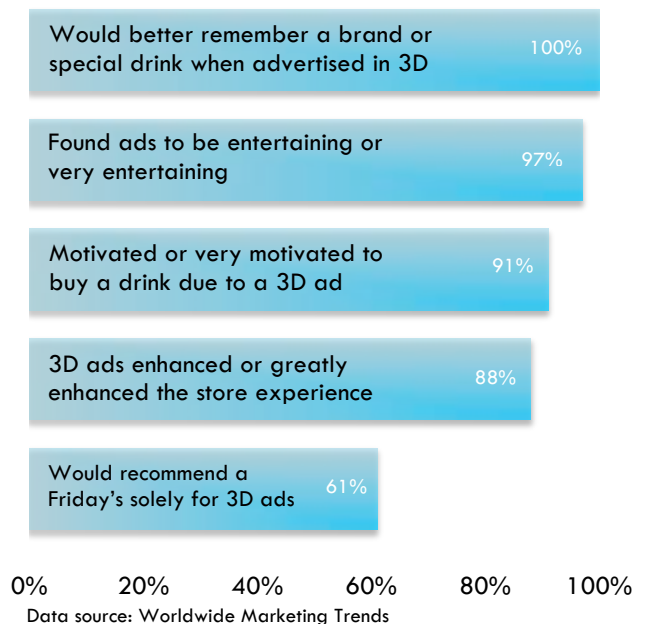 Would better remember a brand or
special drink when advertised in 3D
100%
Found ads to be entertaining or
very entertaining
97%
Motivated or very motivated to
buy a drink due to a 3D ad
91%
3D ads enhanced or greatly
enhanced the store experience
88%
Would recommend a
Friday's solely for 3D ads
61%
0% 20% 40% 60% 80% 100%
Data source: Worldwide Marketing Trends